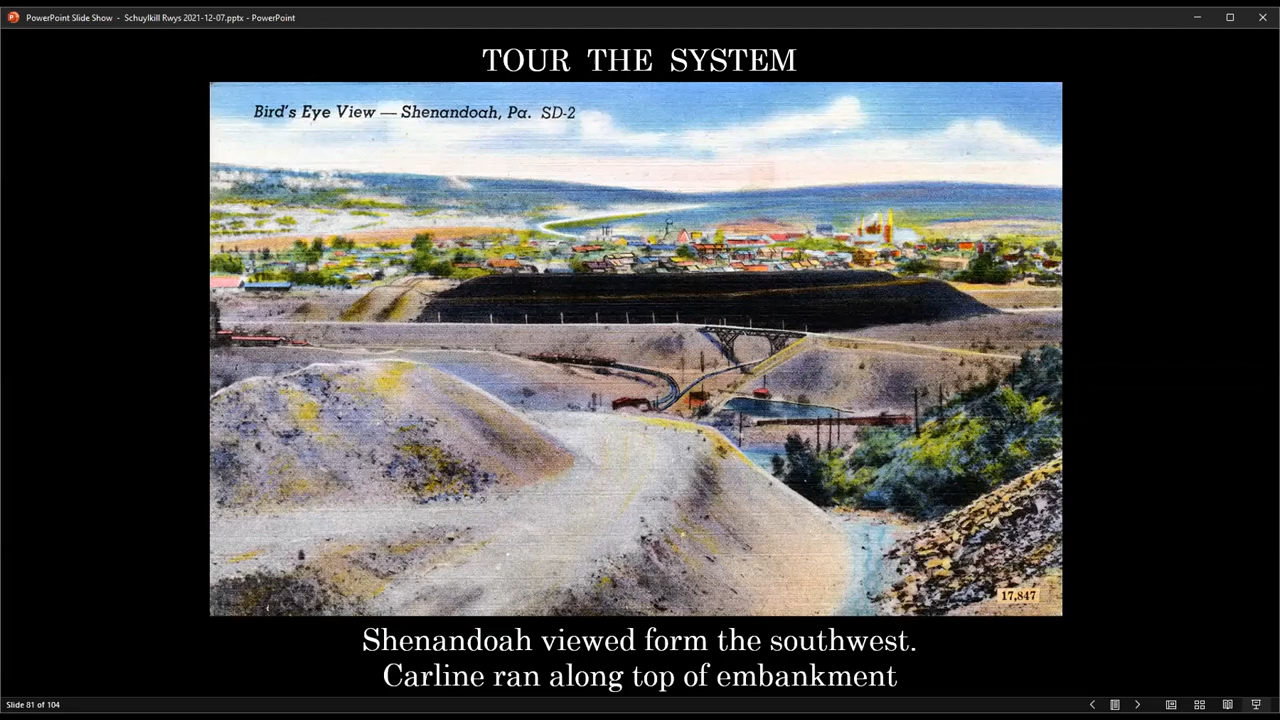 PowerPoint Slide Show - Schuylkill Rwys 2021-12-07.pptx - PowerPoint
TOUR THE SYSTEM
Bird's Eye View — Shenandoah, Pa. SD-2
17,847
Shenandoah viewed form the southwest.
Carline ran along top of embankment
Slide 81 of 104